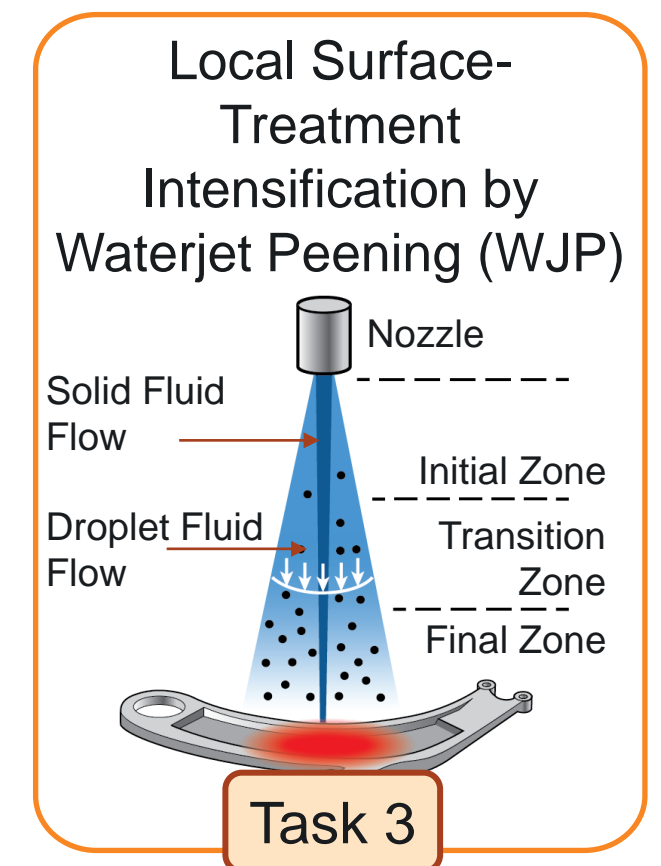 Local Surface-
Treatment
Intensification by
Waterjet Peening (WJP)
Nozzle
Solid Fluid
Flow
Initial Zone
Droplet Fluid
Flow
Transition
Zone
Final Zone
Task 3